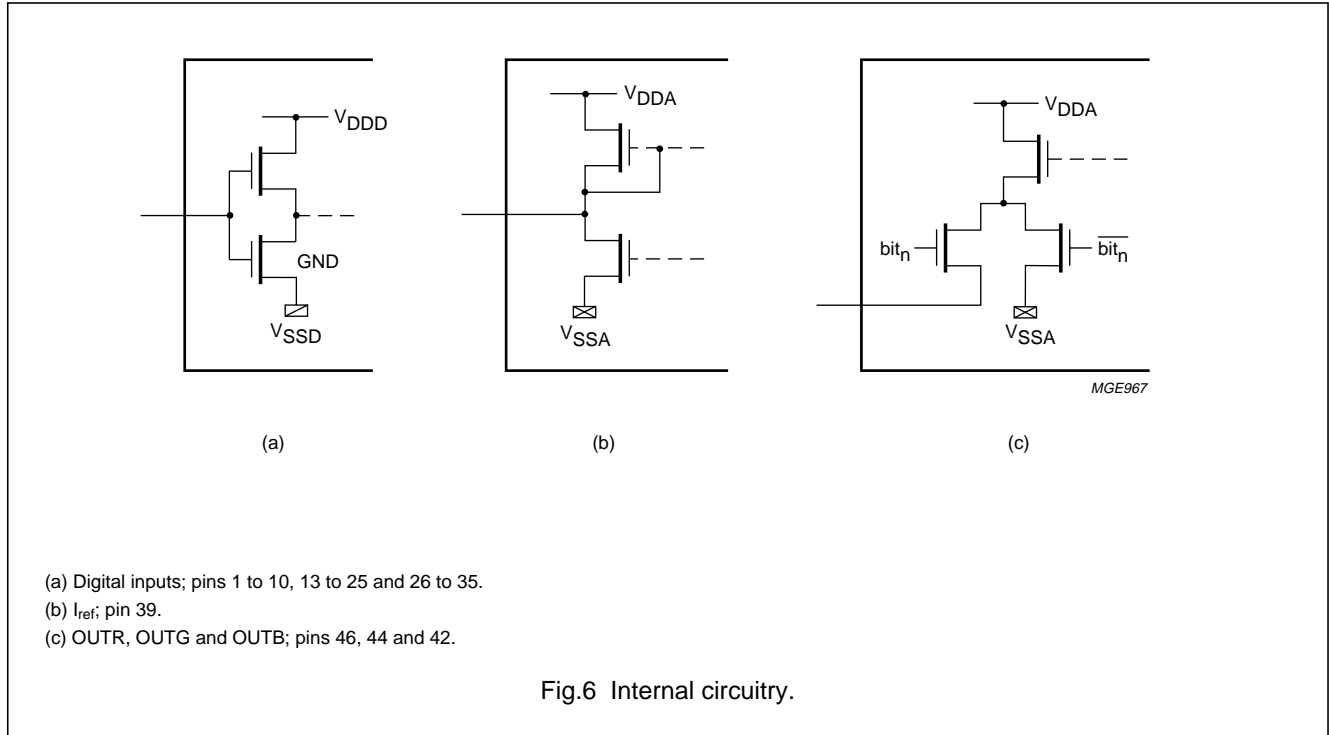 V_DDD
GND
V_SSD
(a)
V_DDA
V_SSA
(b)
V_DDA
bit_n
\overline{bit_n}
V_SSA
MGE967
(c)
(a) Digital inputs; pins 1 to 10, 13 to 25 and 26 to 35.
(b) I_ref; pin 39.
(c) OUTR, OUTG and OUTB; pins 46, 44 and 42.
Fig.6 Internal circuitry.